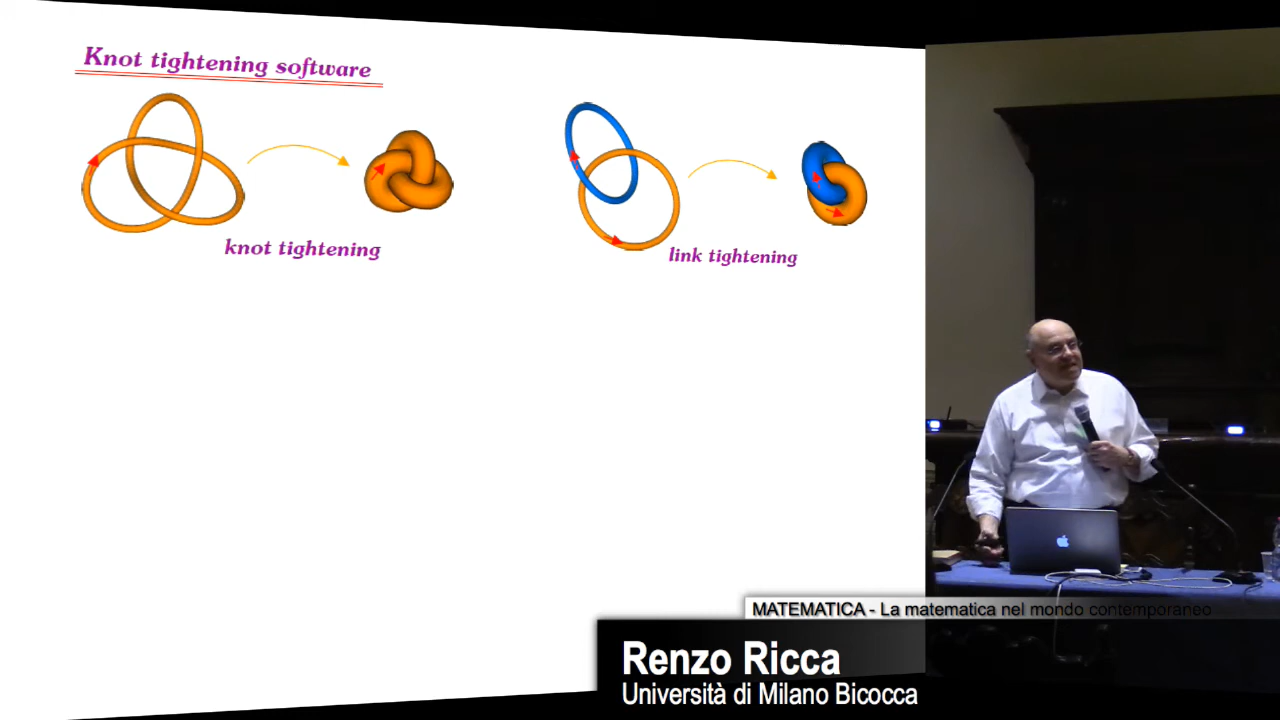 Knot tightening software
knot tightening
link tightening
MATEMATICA - La matematica nel mondo contemporaneo
Renzo Ricca
Università di Milano Bicocca